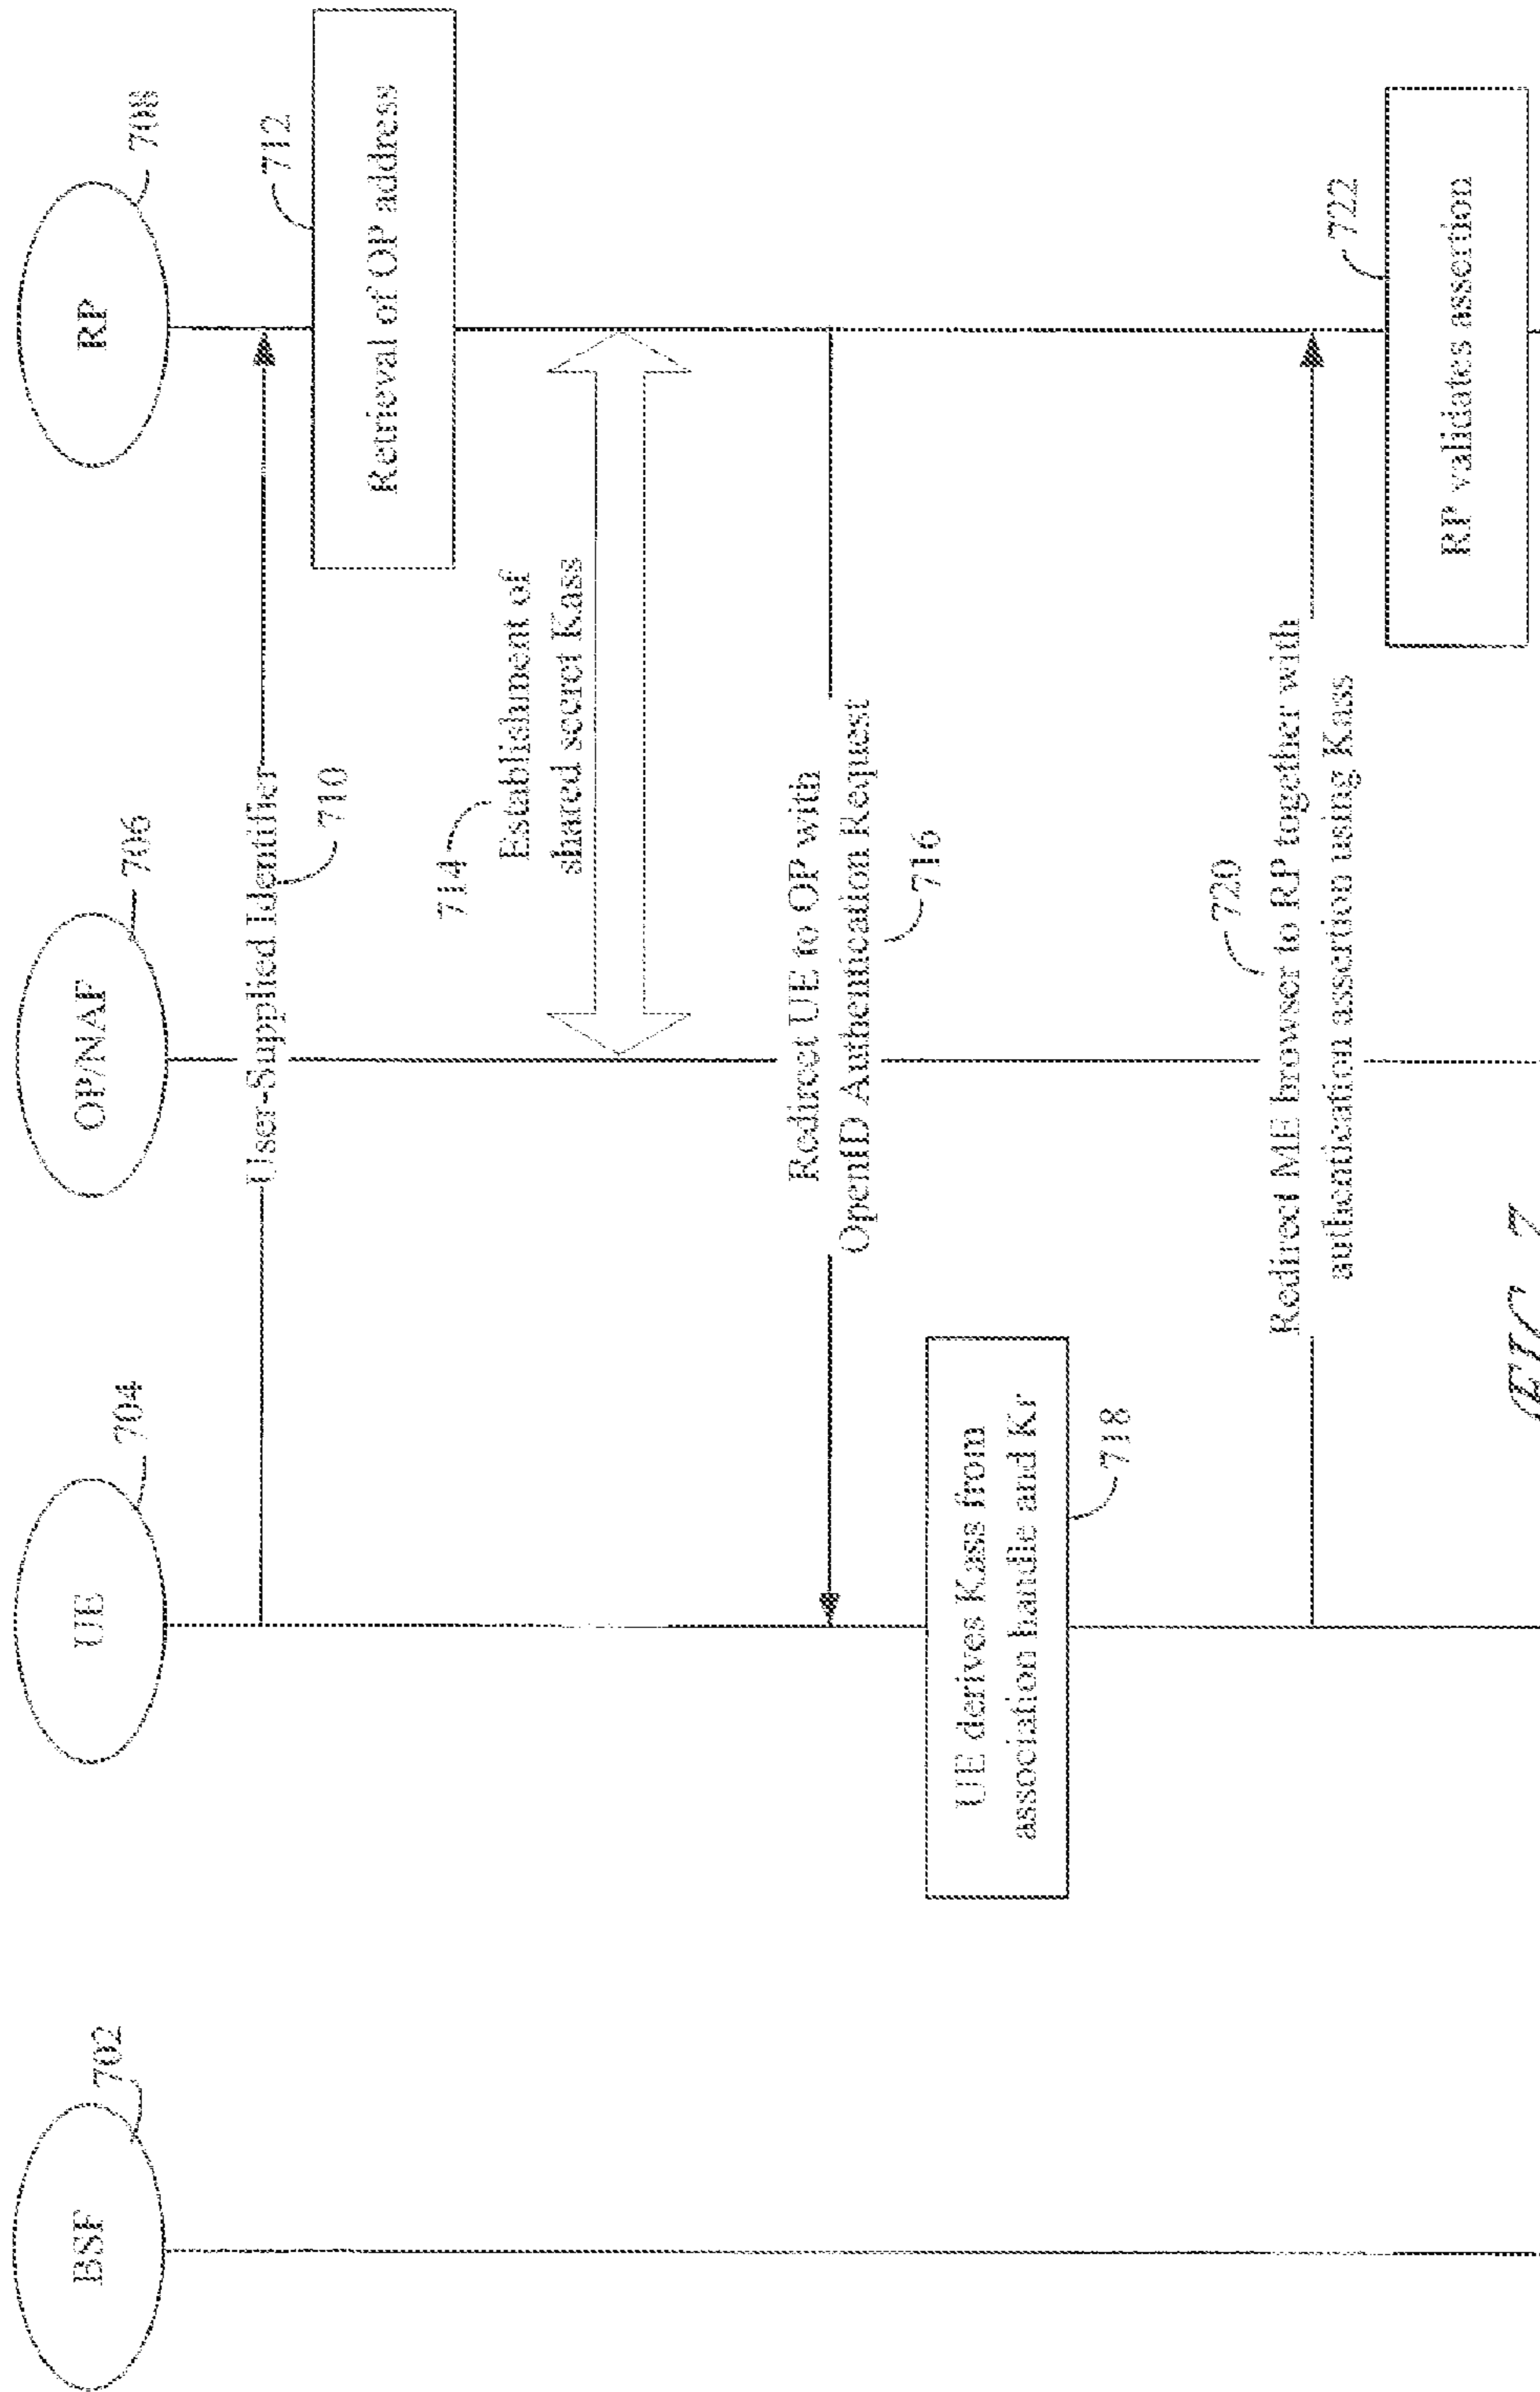 BSF
702
UE
704
OP/NAF
706
RP
708
User-Supplied Identifier
710
712
Retrieval of OP address
714
Establishment of
shared secret Kass
Redirect UE to OP with
OpenID Authentication Request
716
UE derives Kass from
association handle and Kr
718
720
Redirect ME browser to RP together with
authentication assertion using Kass
722
RP validates assertion
FIG. 7